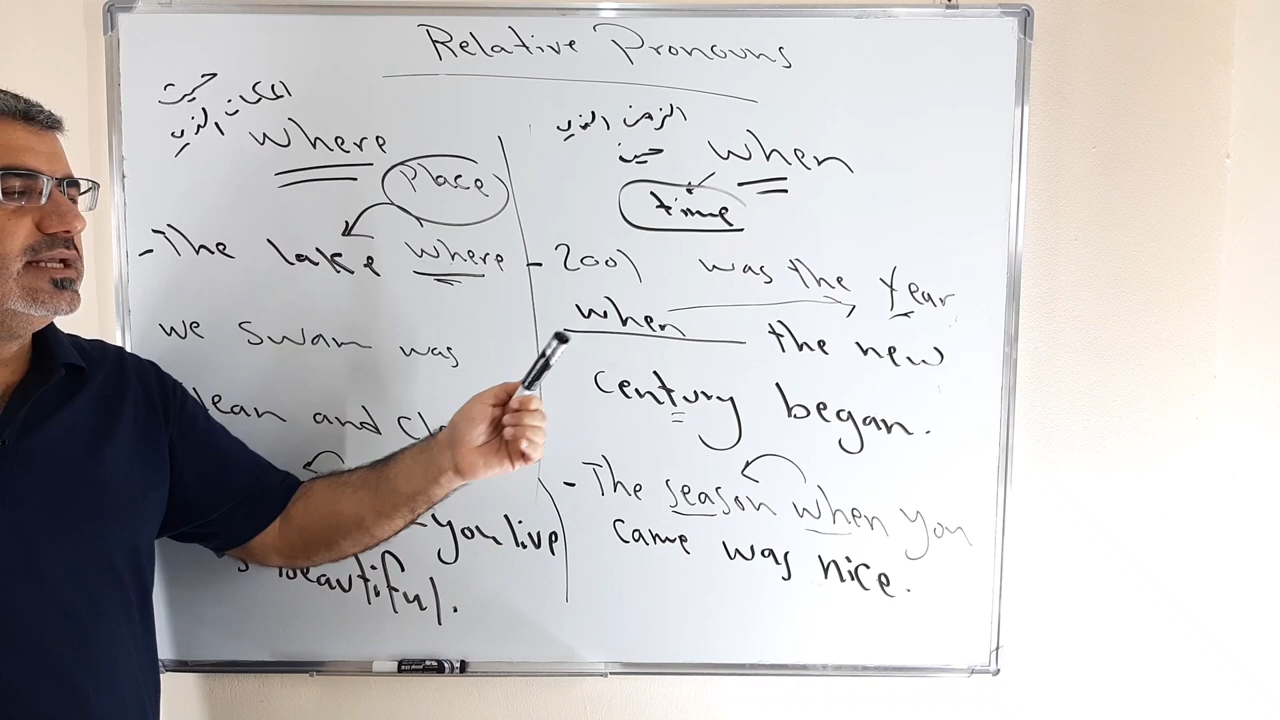 Relative Pronouns
حيث
المكان الذي
where
Place
-The lake where
we swam was
lean and cl
-you live
beautiful.
الزمن الذي
حين
when
time
-2001 was the year
when the new
century began.
-The season when you
came was nice.